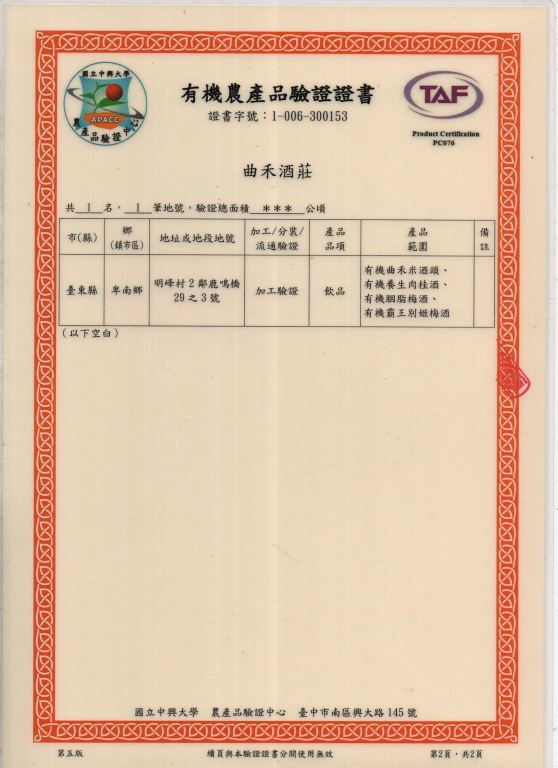 國立中興大學
APACC
農產品驗證中心
有機農產品驗證證書
證書字號：1-006-300153
TAF
Product Certification
PC076
曲禾酒莊
共 1 名，1 筆地號，驗證總面積 *** 公頃
市(縣) 鄉(鎮市區) 地址或地段地號 加工/分裝/流通驗證 產品品項 產品範圍 備註
臺東縣 卑南鄉 明峰村2鄰鹿鳴橋29之3號 加工驗證 飲品 有機曲禾米酒頭、
有機養生肉桂酒、
有機胭脂梅酒、
有機霸王別姬梅酒
(以下空白)
國立中興大學 農產品驗證中心 臺中市南區興大路145號
第五版 續頁與本驗證證書分開使用無效 第2頁，共2頁